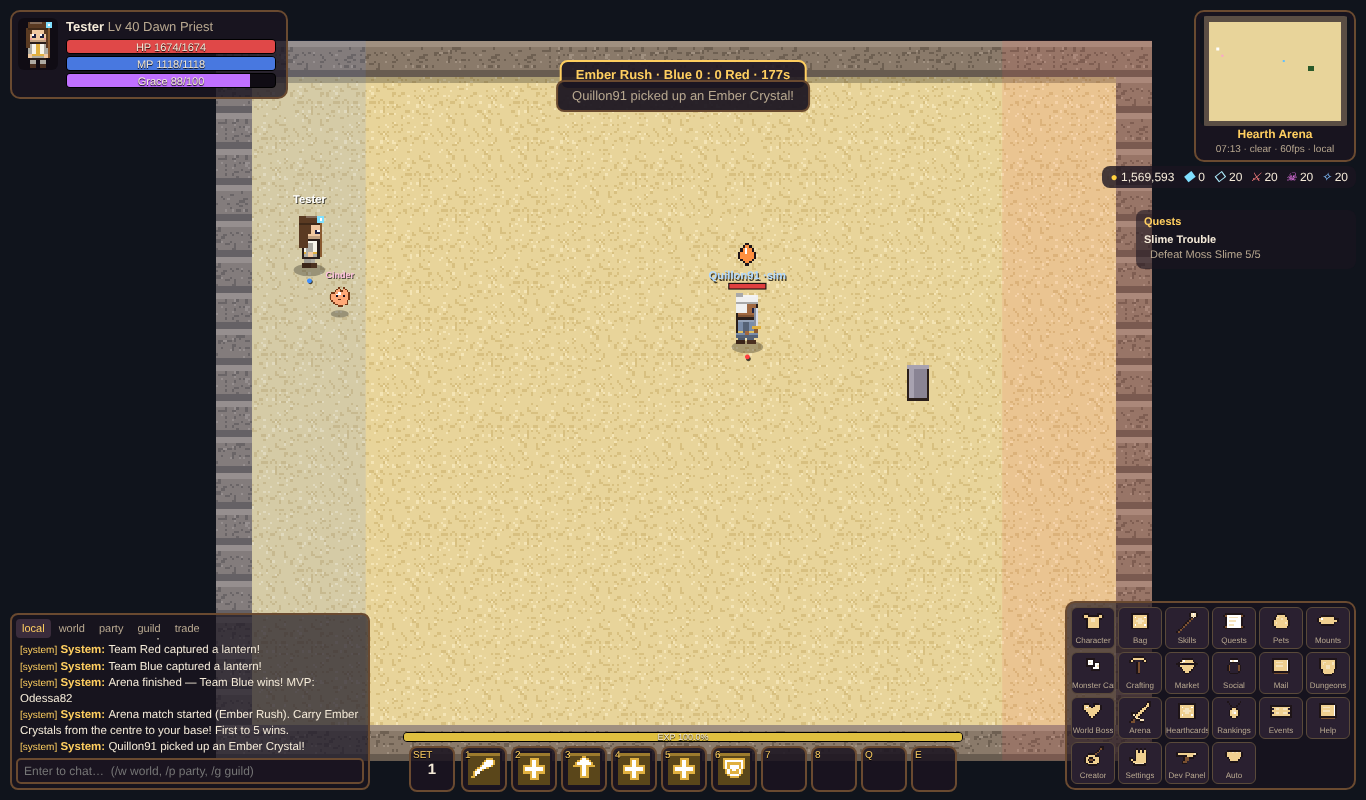 Tester Lv 40 Dawn Priest
HP 1674/1674
MP 1118/1118
Grace 88/100
Ember Rush · Blue 0 : 0 Red · 177s
Quillon91 picked up an Ember Crystal!
Hearth Arena
07:13 · clear · 60fps · local
1,569,593 0 20 20 20 20
Quests
Slime Trouble
Defeat Moss Slime 5/5
Tester
Cinder
Quillon91 ·sim
local world party guild trade
[system] System: Team Red captured a lantern!
[system] System: Team Blue captured a lantern!
[system] System: Arena finished — Team Blue wins! MVP:
Odessa82
[system] System: Arena match started (Ember Rush). Carry Ember
Crystals from the centre to your base! First to 5 wins.
[system] System: Quillon91 picked up an Ember Crystal!
Enter to chat… (/w world, /p party, /g guild)
EXP 100.0%
SET 1 2 3 4 5 6 7 8 Q E
1
Character Bag Skills Quests Pets Mounts
Monster Ca Crafting Market Social Mail Dungeons
World Boss Arena Hearthcards Rankings Events Help
Creator Settings Dev Panel Auto